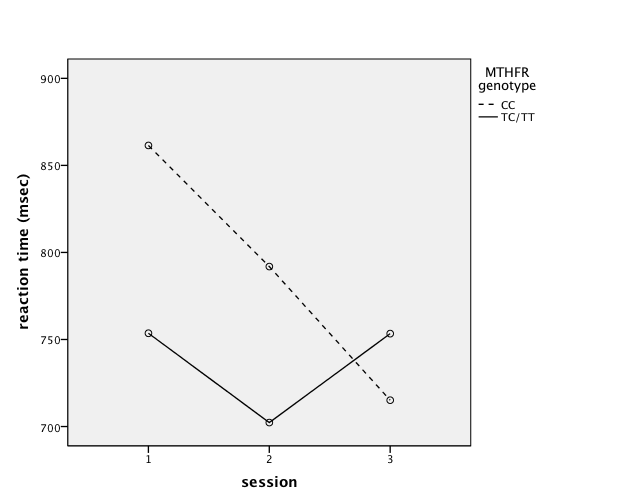 MTHFR
genotype
CC
TC/TT
900
850
800
750
700
reaction time (msec)
1 2 3
session